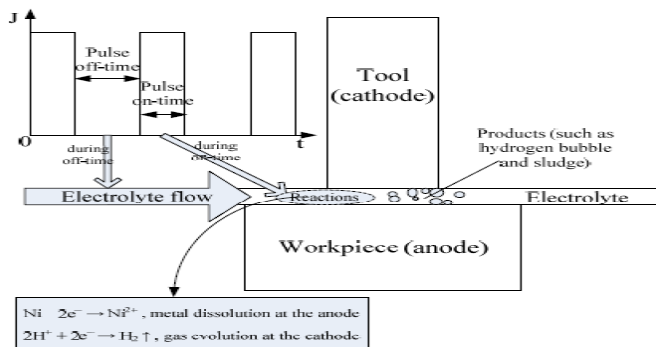 J
Pulse
off-time
Pulse
on-time
0
t
during
off-time
during
on-time
Tool
(cathode)
Products (such as
hydrogen bubble
and sludge)
Electrolyte flow
Reactions
Electrolyte
Workpiece (anode)
Ni 2e⁻ → Ni²⁺, metal dissolution at the anode
2H⁺ + 2e⁻ → H₂ ↑, gas evolution at the cathode